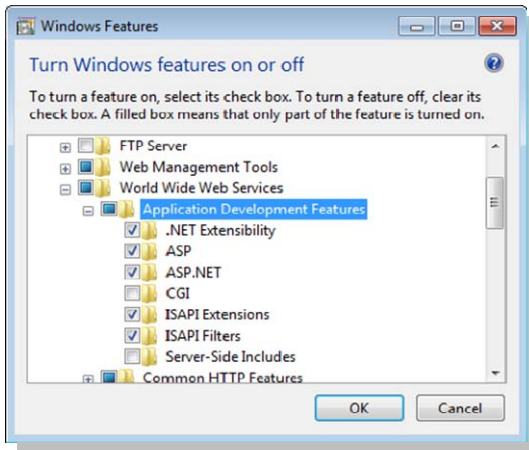 Windows Features
Turn Windows features on or off
To turn a feature on, select its check box. To turn a feature off, clear its
check box. A filled box means that only part of the feature is turned on.
FTP Server
Web Management Tools
World Wide Web Services
Application Development Features
.NET Extensibility
ASP
ASP.NET
CGI
ISAPI Extensions
ISAPI Filters
Server-Side Includes
Common HTTP Features
OK Cancel